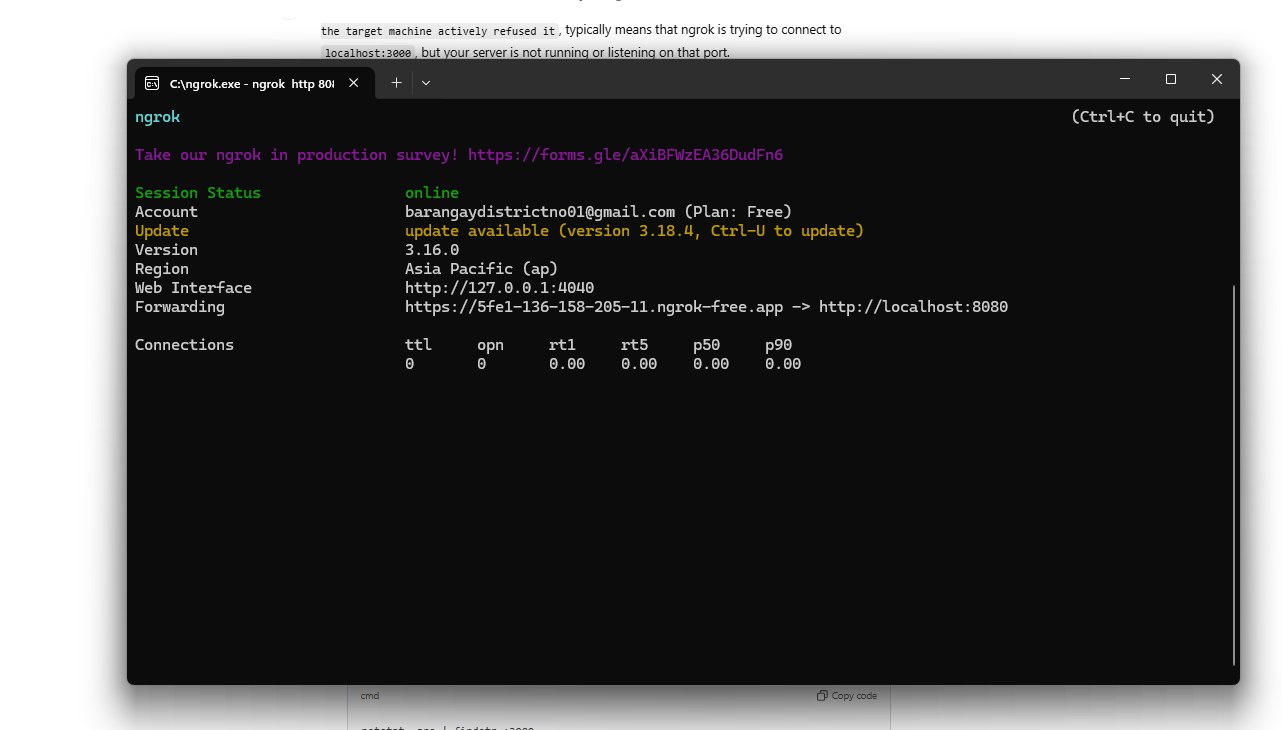 the target machine actively refused it, typically means that ngrok is trying to connect to
localhost:3000, but your server is not running or listening on that port.
C:\ngrok.exe - ngrok http 808
ngrok (Ctrl+C to quit)
Take our ngrok in production survey! https://forms.gle/aXiBFWzEA36DudFn6
Session Status online
Account barangaydistrictno01@gmail.com (Plan: Free)
Update update available (version 3.18.4, Ctrl-U to update)
Version 3.16.0
Region Asia Pacific (ap)
Web Interface http://127.0.0.1:4040
Forwarding https://5fe1-136-158-205-11.ngrok-free.app -> http://localhost:8080
Connections ttl opn rt1 rt5 p50 p90
0 0 0.00 0.00 0.00 0.00
cmd Copy code